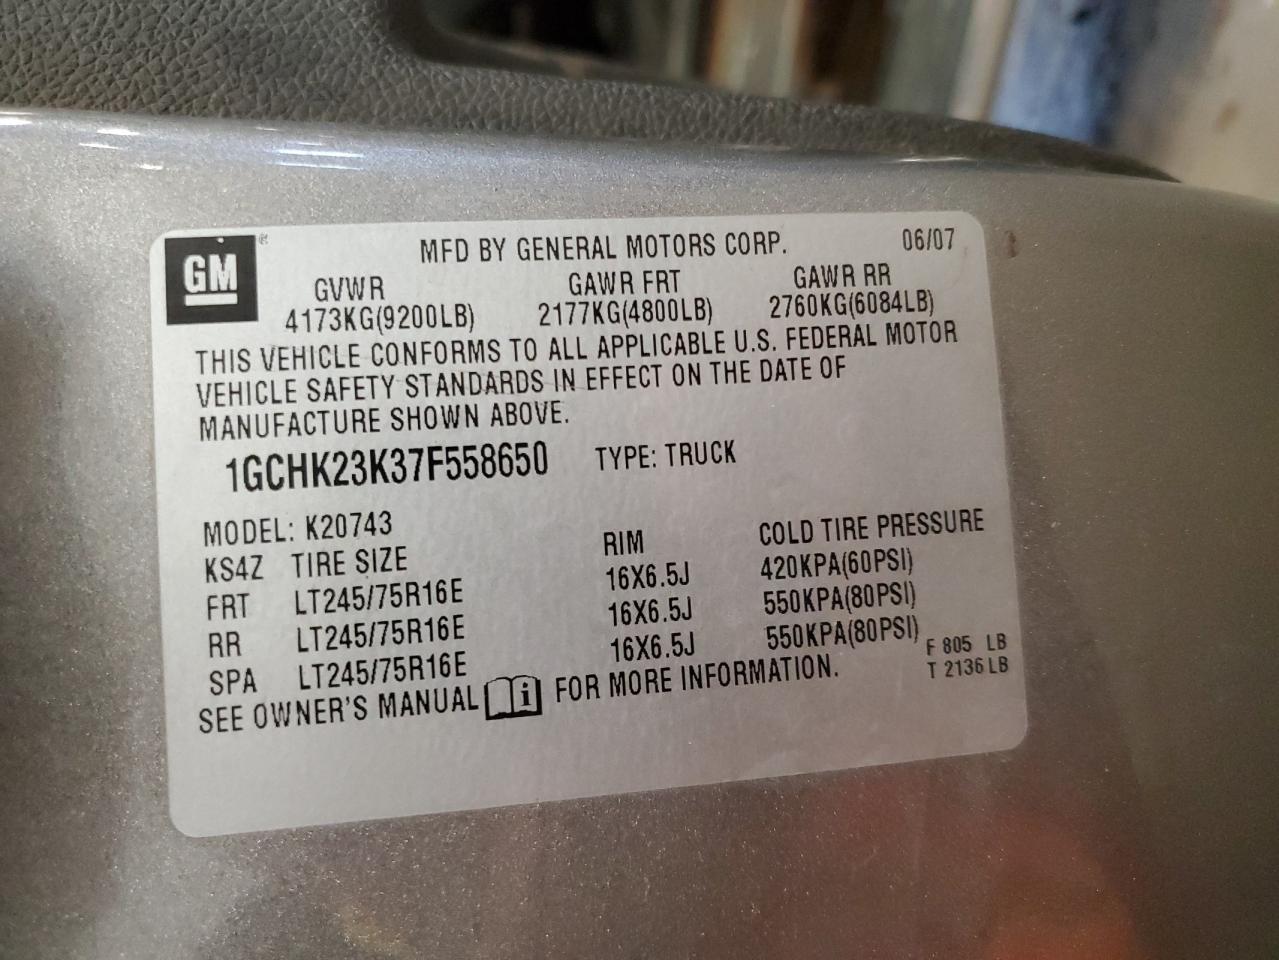 GM ® MFD BY GENERAL MOTORS CORP. 06/07
GVWR GAWR FRT GAWR RR
4173KG(9200LB) 2177KG(4800LB) 2760KG(6084LB)
THIS VEHICLE CONFORMS TO ALL APPLICABLE U.S. FEDERAL MOTOR
VEHICLE SAFETY STANDARDS IN EFFECT ON THE DATE OF
MANUFACTURE SHOWN ABOVE.
1GCHK23K37F558650 TYPE: TRUCK
MODEL: K20743
KS4Z TIRE SIZE RIM COLD TIRE PRESSURE
FRT LT245/75R16E 16X6.5J 420KPA(60PSI)
RR LT245/75R16E 16X6.5J 550KPA(80PSI)
SPA LT245/75R16E 16X6.5J 550KPA(80PSI)
SEE OWNER'S MANUAL i FOR MORE INFORMATION.
F 805 LB
T 2136 LB